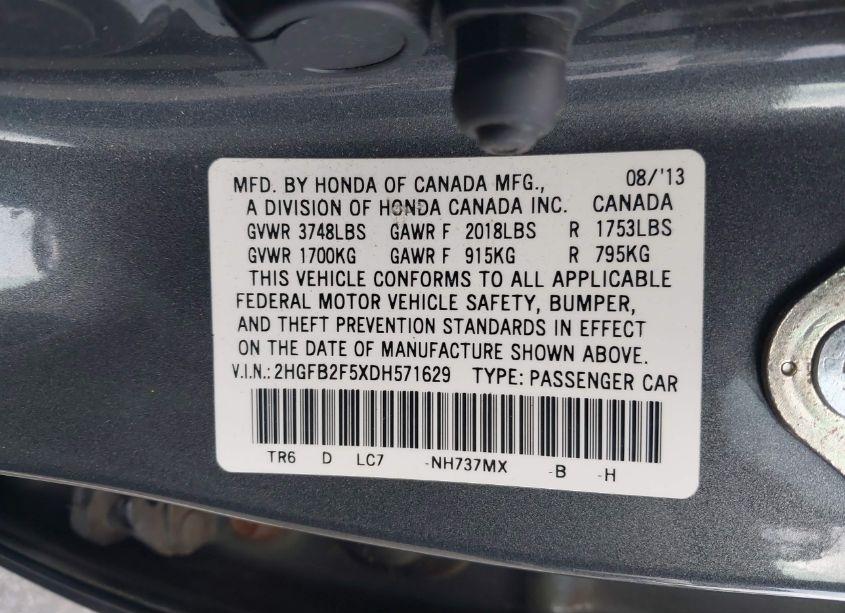 MFD. BY HONDA OF CANADA MFG., 08/'13
A DIVISION OF HONDA CANADA INC. CANADA
GVWR 3748LBS GAWR F 2018LBS R 1753LBS
GVWR 1700KG GAWR F 915KG R 795KG
THIS VEHICLE CONFORMS TO ALL APPLICABLE
FEDERAL MOTOR VEHICLE SAFETY, BUMPER,
AND THEFT PREVENTION STANDARDS IN EFFECT
ON THE DATE OF MANUFACTURE SHOWN ABOVE.
V.I.N.: 2HGFB2F5XDH571629 TYPE: PASSENGER CAR
TR6 D LC7 -NH737MX -B -H